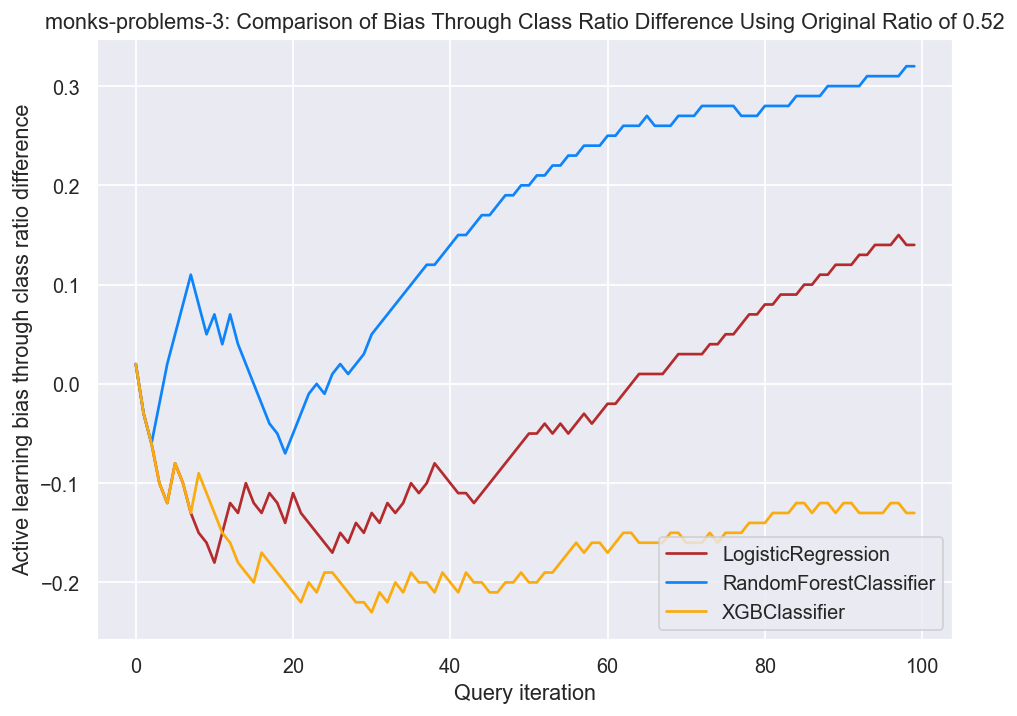 monks-problems-3: Comparison of Bias Through Class Ratio Difference Using Original Ratio of 0.52
Active learning bias through class ratio difference
0.3
0.2
0.1
0.0
−0.1
−0.2
LogisticRegression
RandomForestClassifier
XGBClassifier
0 20 40 60 80 100
Query iteration